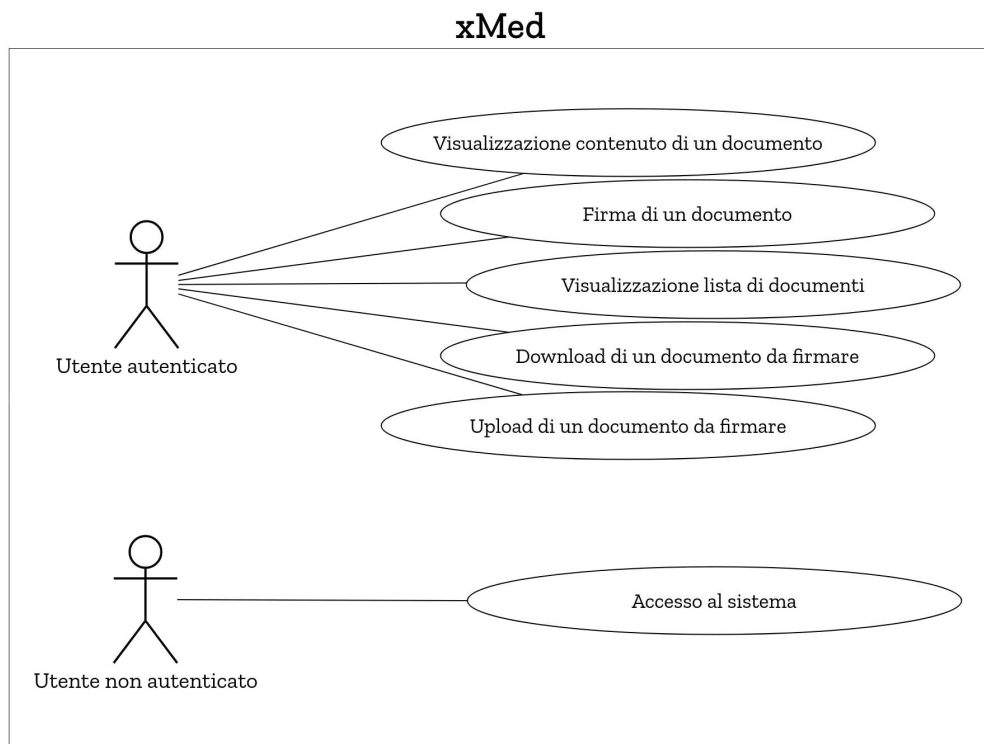 xMed
Visualizzazione contenuto di un documento
Firma di un documento
Visualizzazione lista di documenti
Download di un documento da firmare
Upload di un documento da firmare
Utente autenticato
Accesso al sistema
Utente non autenticato